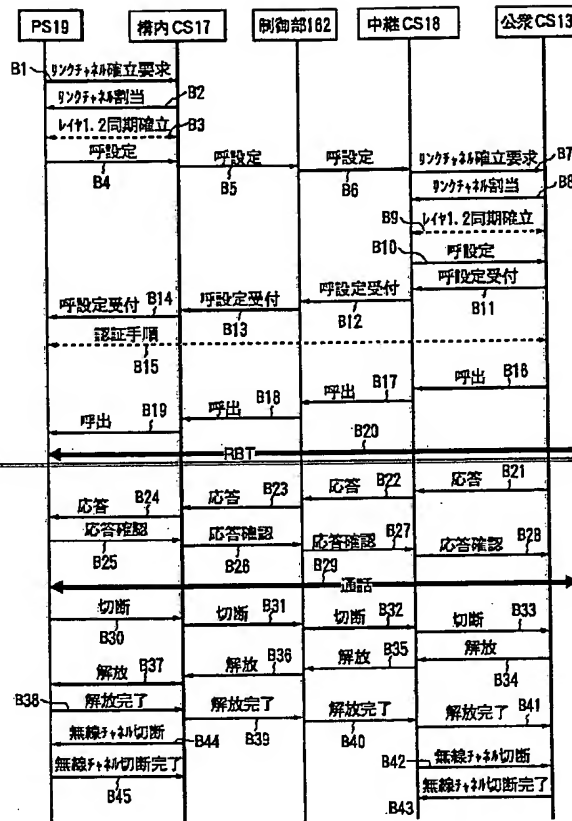 PS19 構内CS17 制御部162 中継CS18 公衆CS13
B1 リンクチャネル確立要求
リンクチャネル割当 B2
レイヤ1.2同期確立 B3
呼設定 呼設定 呼設定 リンクチャネル確立要求 B7
B4 B5 B6 リンクチャネル割当 B8
B9 レイヤ1.2同期確立
B10 呼設定
呼設定受付 B14 呼設定受付 呼設定受付 呼設定受付
B13 B12 B11
認証手順
B15
呼出 B19 呼出 B18 呼出 B17 呼出 B16
B20
RBT
応答 B24 応答 B23 応答 B22 応答 B21
応答確認 応答確認 応答確認 B27 応答確認 B28
B25 B26 B29
通話
切断 切断 B31 切断 B32 切断 B33
B30
解放 B37 解放 B36 解放 B35 解放
B34
B38 解放完了 解放完了 解放完了 解放完了 B41
無線チャネル切断 B44 B39 B40
無線チャネル切断完了 B42 無線チャネル切断
B45 無線チャネル切断完了
B43